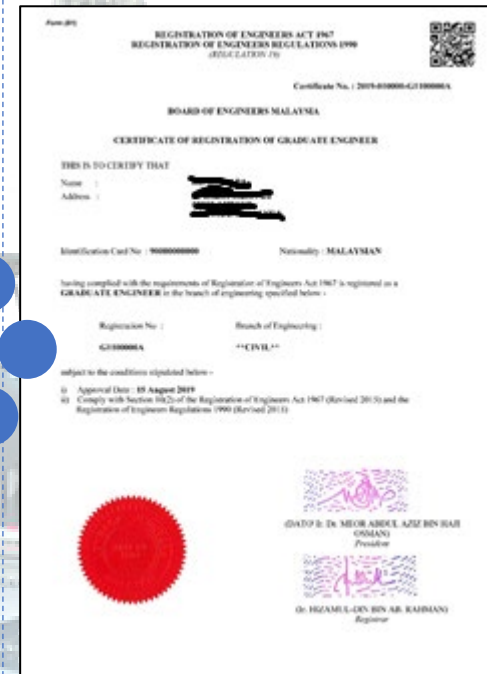 Form (B1)
REGISTRATION OF ENGINEERS ACT 1967
REGISTRATION OF ENGINEERS REGULATIONS 1990
(REGULATION 19)
Certificate No. : 2019-010000-G1100000A
BOARD OF ENGINEERS MALAYSIA
CERTIFICATE OF REGISTRATION OF GRADUATE ENGINEER
THIS IS TO CERTIFY THAT
Name :
Address :
Identification Card No : 90000000000
Nationality : MALAYSIAN
having complied with the requirements of Registration of Engineers Act 1967 is registered as a
GRADUATE ENGINEER in the branch of engineering specified below -
Registration No :
Branch of Engineering :
G1100000A
**CIVIL**
subject to the conditions stipulated below -
i) Approval Date : 15 August 2019
ii) Comply with Section 10(2) of the Registration of Engineers Act 1967 (Revised 2015) and the
Registration of Engineers Regulations 1990 (Revised 2015).
(DATO' Ir. Dr. MEOR ABDUL AZIZ BIN HAJI
OSMAN)
President
(Ir. HIZAMUL-DIN BIN AB. RAHMAN)
Registrar